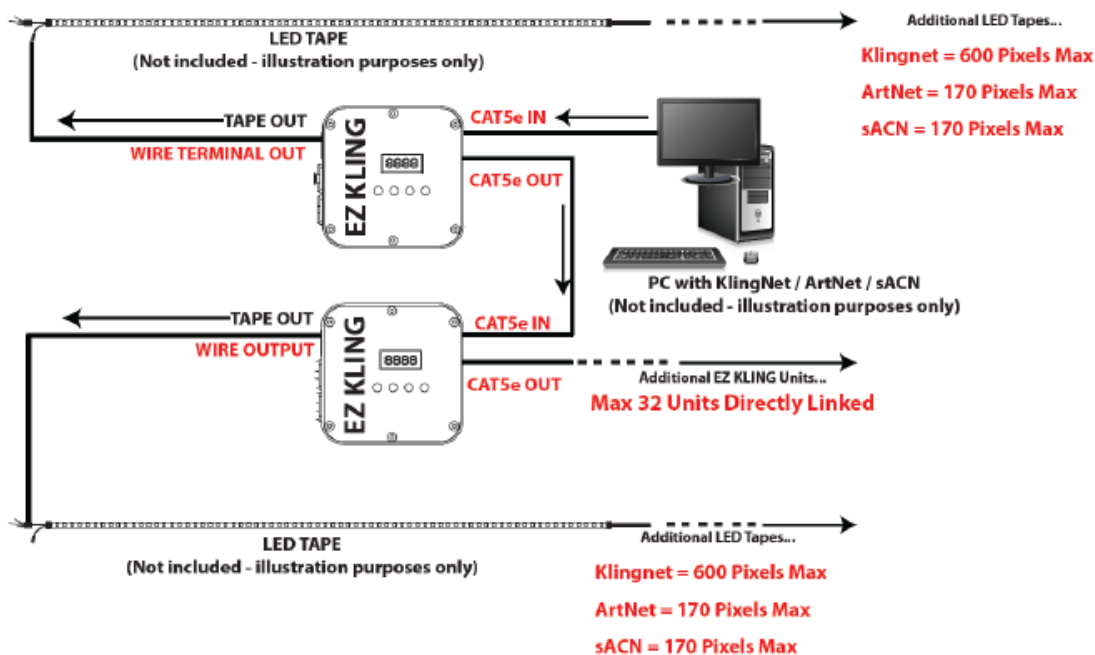 LED TAPE
(Not included - illustration purposes only)
Additional LED Tapes...
Klingnet = 600 Pixels Max
ArtNet = 170 Pixels Max
sACN = 170 Pixels Max
TAPE OUT
WIRE TERMINAL OUT
EZ KLING
8888
CAT5e IN
CAT5e OUT
PC with KlingNet / ArtNet / sACN
(Not included - illustration purposes only)
TAPE OUT
WIRE OUTPUT
EZ KLING
8888
CAT5e IN
CAT5e OUT
Additional EZ KLING Units...
Max 32 Units Directly Linked
LED TAPE
(Not included - illustration purposes only)
Additional LED Tapes...
Klingnet = 600 Pixels Max
ArtNet = 170 Pixels Max
sACN = 170 Pixels Max